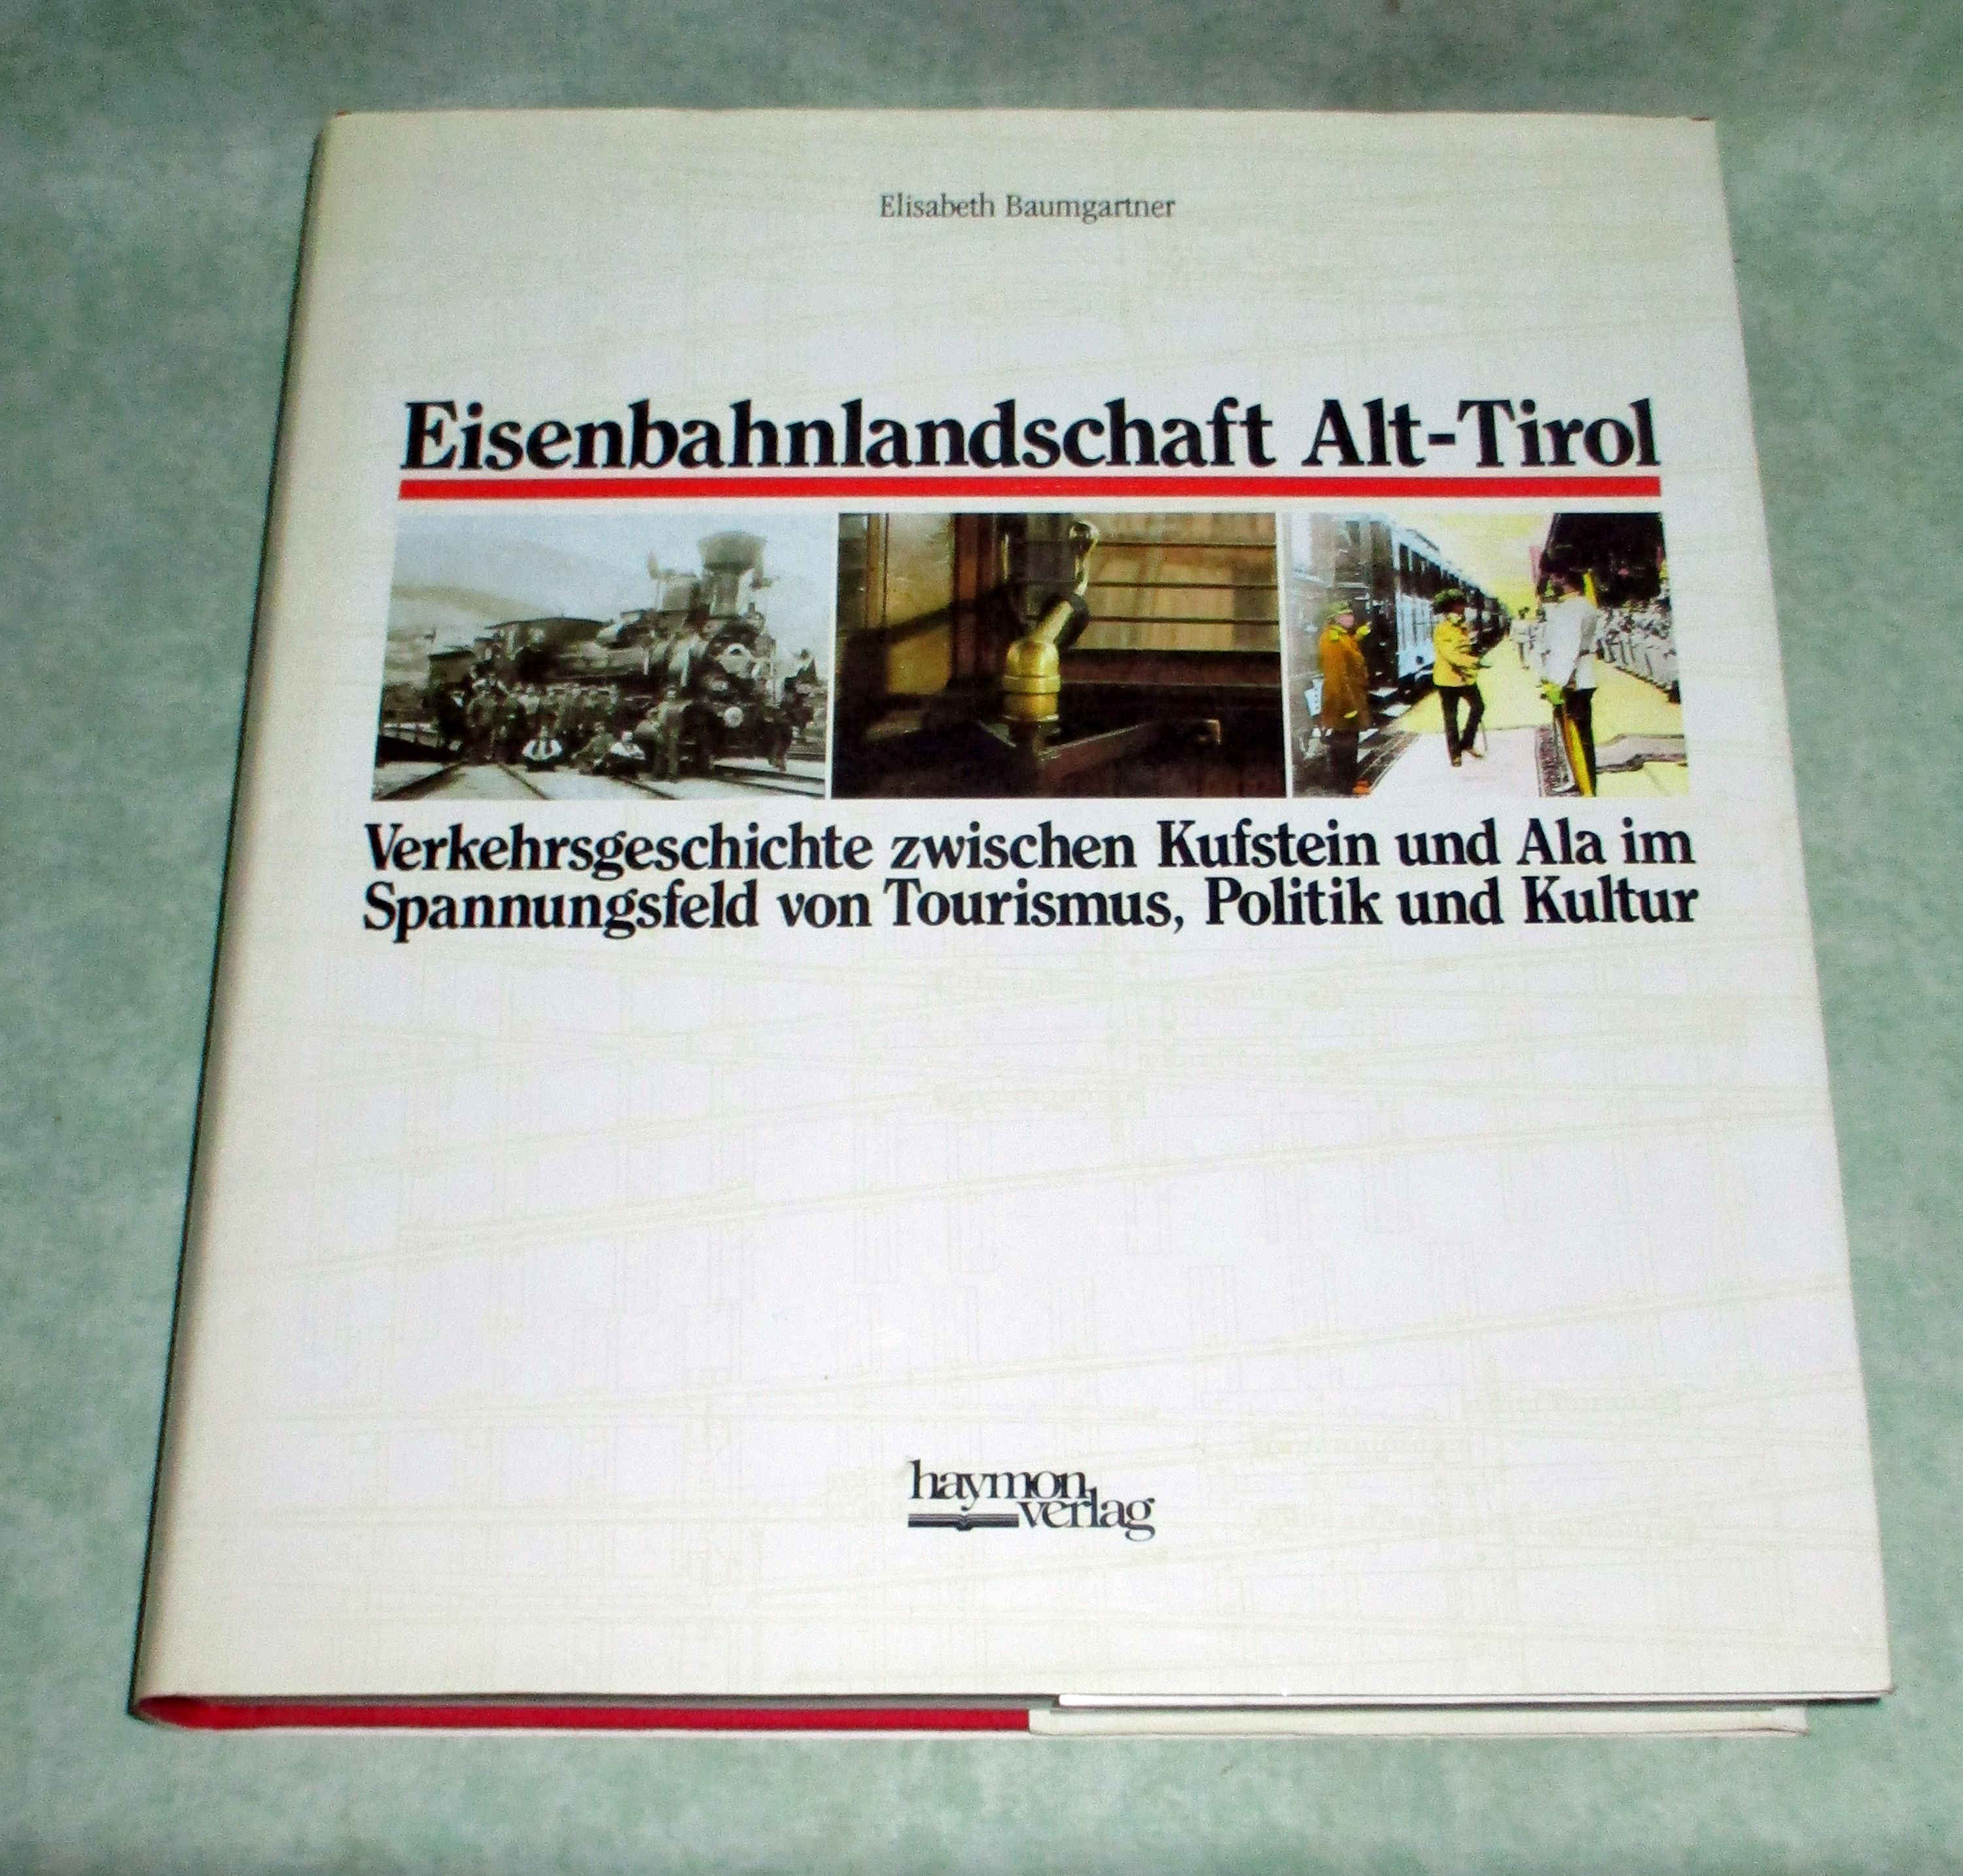 Elisabeth Baumgartner
Eisenbahnlandschaft Alt-Tirol
Verkehrsgeschichte zwischen Kufstein und Ala im
Spannungsfeld von Tourismus, Politik und Kultur
haymon
verlag